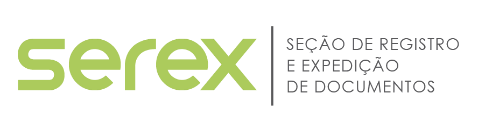 serex
SEÇÃO DE REGISTRO
E EXPEDIÇÃO
DE DOCUMENTOS